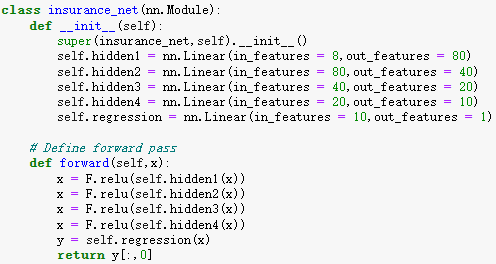 class insurance_net(nn.Module):
    def __init__(self):
        super(insurance_net,self).__init__()
        self.hidden1 = nn.Linear(in_features = 8,out_features = 80)
        self.hidden2 = nn.Linear(in_features = 80,out_features = 40)
        self.hidden3 = nn.Linear(in_features = 40,out_features = 20)
        self.hidden4 = nn.Linear(in_features = 20,out_features = 10)
        self.regression = nn.Linear(in_features = 10,out_features = 1)

    # Define forward pass
    def forward(self,x):
        x = F.relu(self.hidden1(x))
        x = F.relu(self.hidden2(x))
        x = F.relu(self.hidden3(x))
        x = F.relu(self.hidden4(x))
        y = self.regression(x)
        return y[:,0]